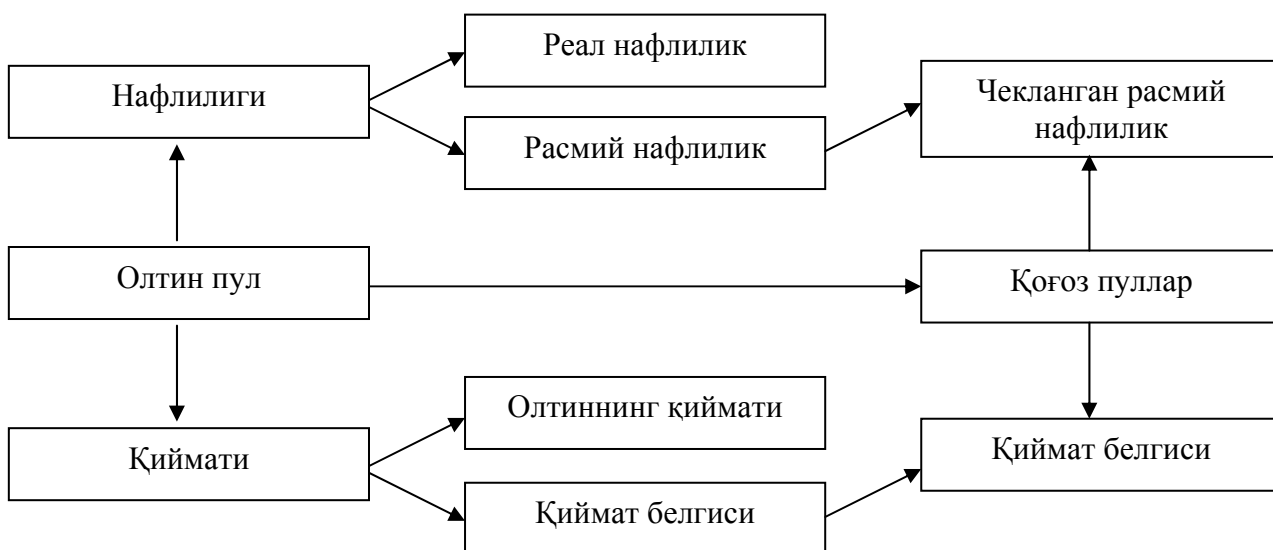 Реал нафлилик
Нафлилиги
Чекланган расмий
нафлилик
Расмий нафлилик
Олтин пул
Қоғоз пуллар
Олтиннинг қиймати
Қиймати
Қиймат белгиси
Қиймат белгиси